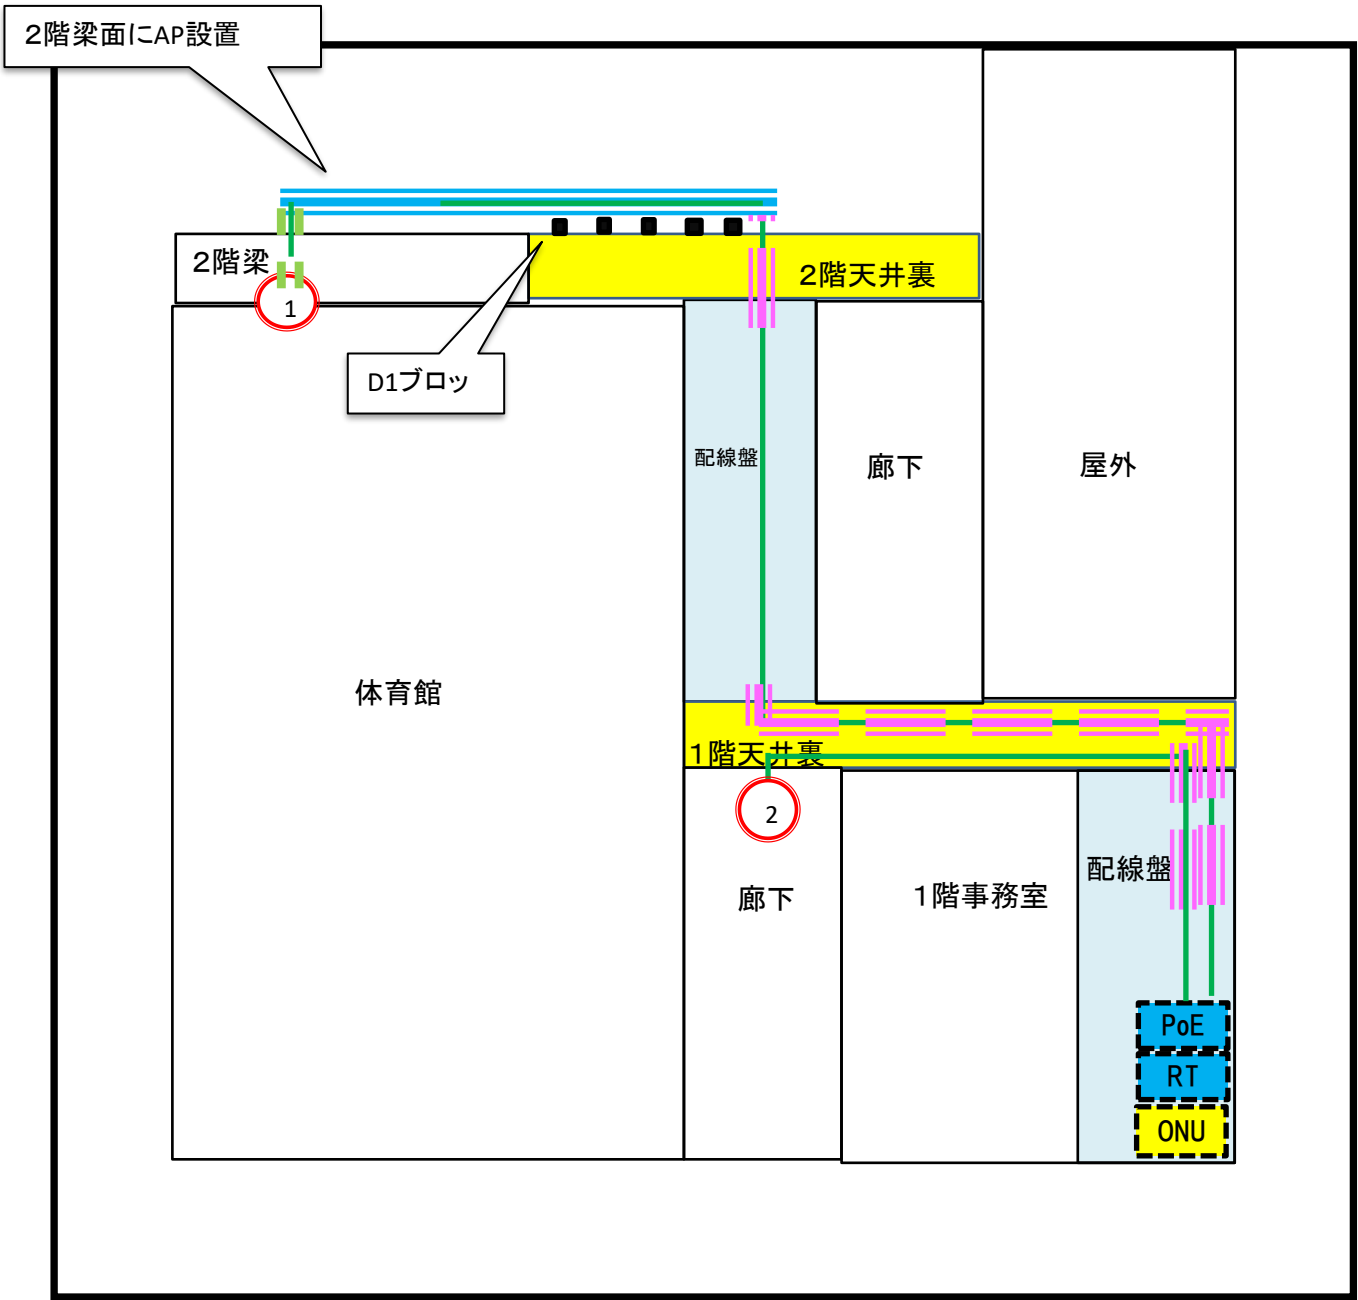 2階梁面にAP設置
2階梁
2階天井裏
1
D1ブロッ
配線盤
廊下
屋外
体育館
1階天井裏
2
配線盤
廊下
1階事務室
PoE
RT
ONU